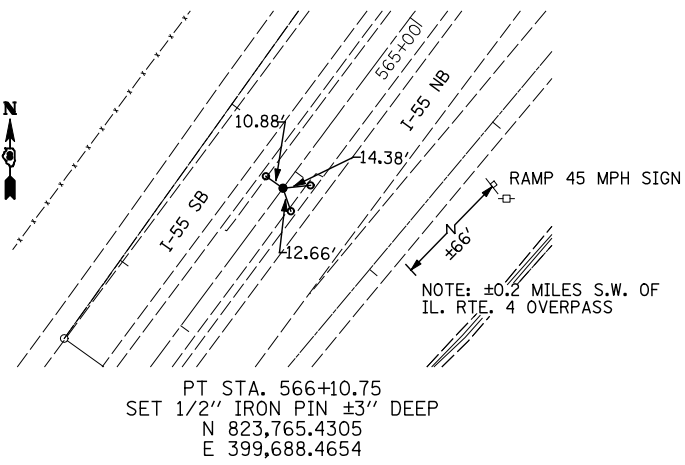 565+00
I-55 NB
10.88'
N
14.38'
RAMP 45 MPH SIGN
I-55 SB
±66'
12.66'
NOTE: ±0.2 MILES S.W. OF
IL. RTE. 4 OVERPASS
PT STA. 566+10.75
SET 1/2" IRON PIN ±3" DEEP
N 823,765.4305
E 399,688.4654